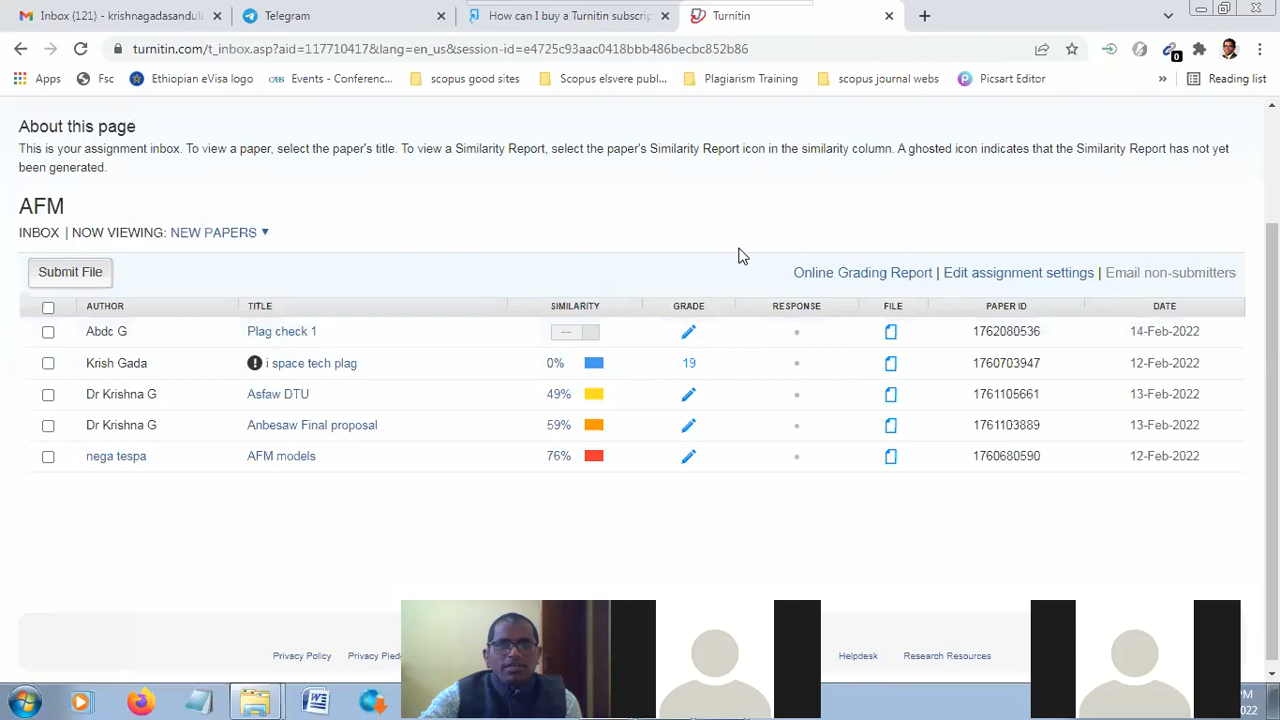 Inbox (121) - krishnagadasandul
Telegram
How can I buy a Turnitin subscrip
Turnitin
turnitin.com/t_inbox.asp?aid=117710417&lang=en_us&session-id=e4725c93aac0418bbb486becbc852b86
0
Apps
Fsc
Ethiopian eVisa logo
Events - Conferenc...
scopus good sites
Scopus elsvere publ...
Plagiarism Training
scopus journal webs
Picsart Editor
»
Reading list
About this page
This is your assignment inbox. To view a paper, select the paper's title. To view a Similarity Report, select the paper's Similarity Report icon in the similarity column. A ghosted icon indicates that the Similarity Report has not yet
been generated.
AFM
INBOX | NOW VIEWING: NEW PAPERS ▼
Submit File
Online Grading Report | Edit assignment settings | Email non-submitters
AUTHOR TITLE SIMILARITY GRADE RESPONSE FILE PAPER ID DATE
Abdc G Plag check 1 -- 1762080536 14-Feb-2022
Krish Gada i space tech plag 0% 19 1760703947 12-Feb-2022
Dr Krishna G Asfaw DTU 49% 1761105661 13-Feb-2022
Dr Krishna G Anbesaw Final proposal 59% 1761103889 13-Feb-2022
nega tespa AFM models 76% 1760680590 12-Feb-2022
Privacy Policy
Helpdesk
Research Resources